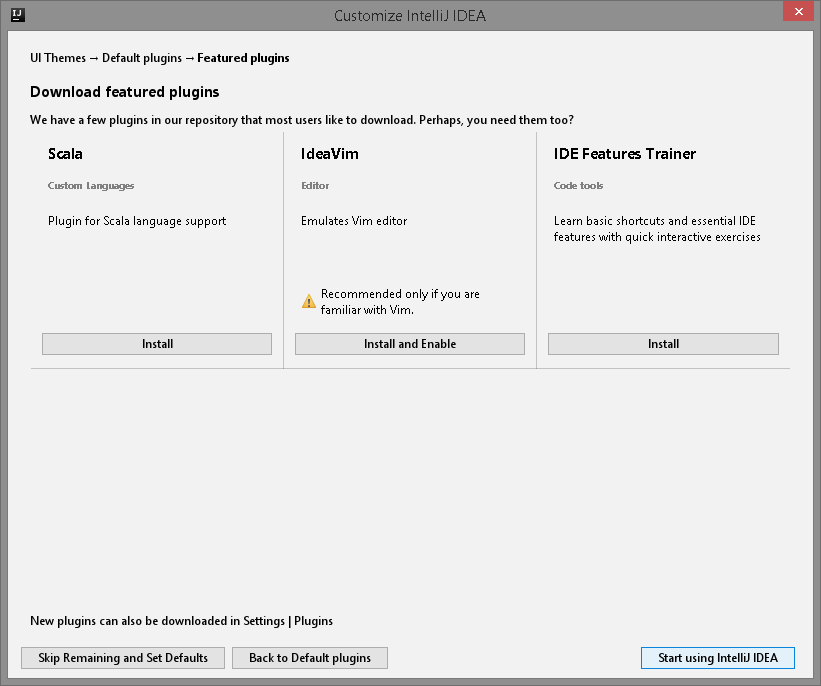 IJ
Customize IntelliJ IDEA
UI Themes → Default plugins → Featured plugins
Download featured plugins
We have a few plugins in our repository that most users like to download. Perhaps, you need them too?
Scala
Custom Languages
Plugin for Scala language support
Install
IdeaVim
Editor
Emulates Vim editor
Recommended only if you are
familiar with Vim.
Install and Enable
IDE Features Trainer
Code tools
Learn basic shortcuts and essential IDE
features with quick interactive exercises
Install
New plugins can also be downloaded in Settings | Plugins
Skip Remaining and Set Defaults
Back to Default plugins
Start using IntelliJ IDEA